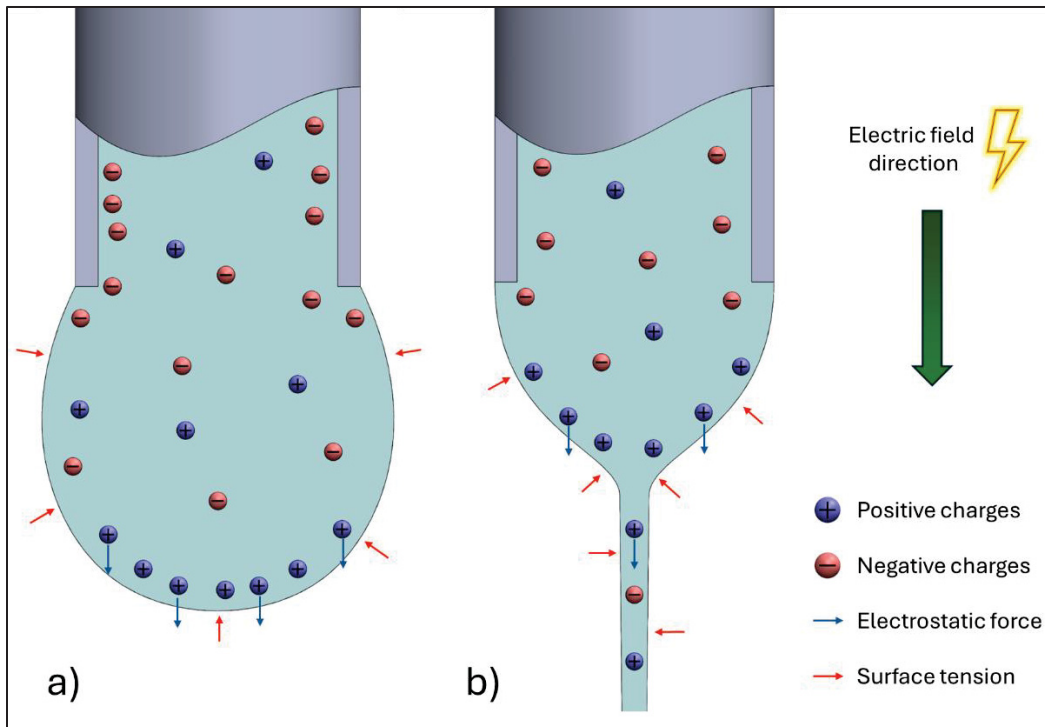 Electric field
direction
Positive charges
Negative charges
Electrostatic force
Surface tension
a)
b)